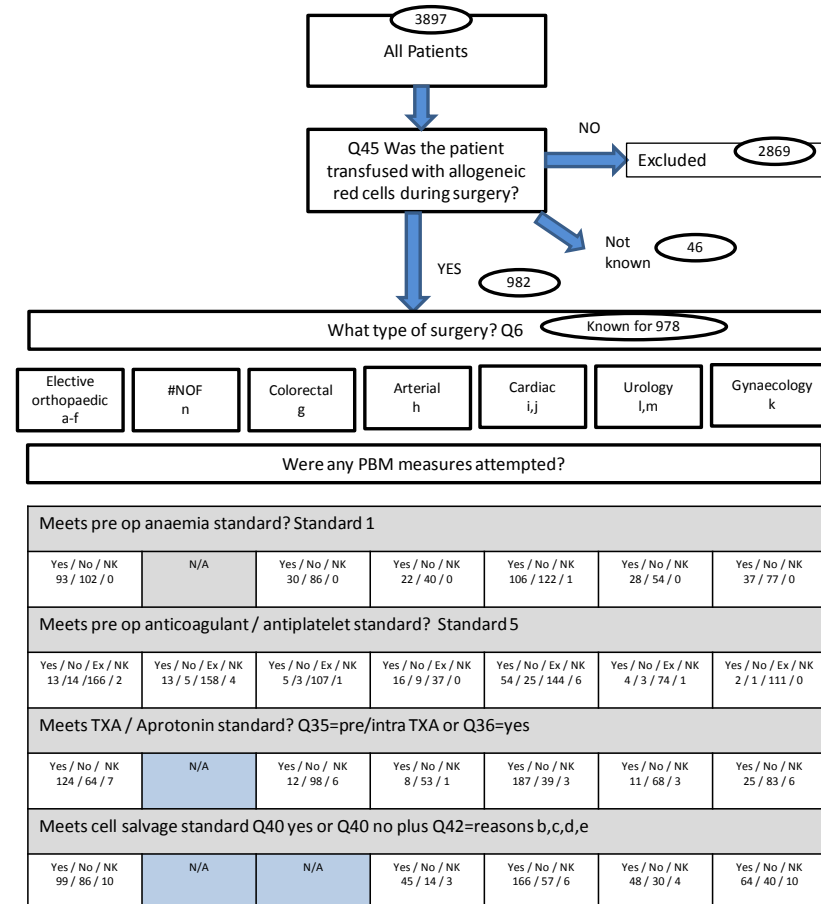 3897
All Patients
NO
Q45 Was the patient
transfused with allogeneic
red cells during surgery?
Excluded
2869
Not
known
46
YES
982
What type of surgery? Q6
Known for 978
Elective
orthopaedic
a-f
#NOF
n
Colorectal
g
Arterial
h
Cardiac
i,j
Urology
l,m
Gynaecology
k
Were any PBM measures attempted?
Meets pre op anaemia standard? Standard 1
Yes / No / NK
93 / 102 / 0
N/A
Yes / No / NK
30 / 86 / 0
Yes / No / NK
22 / 40 / 0
Yes / No / NK
106 / 122 / 1
Yes / No / NK
28 / 54 / 0
Yes / No / NK
37 / 77 / 0
Meets pre op anticoagulant / antiplatelet standard? Standard 5
Yes / No / Ex / NK
13 /14 /166 / 2
Yes / No / Ex / NK
13 / 5 / 158 / 4
Yes / No / Ex / NK
5 /3 /107 /1
Yes / No / Ex / NK
16 / 9 / 37 / 0
Yes / No / Ex / NK
54 / 25 / 144 / 6
Yes / No / Ex / NK
4 / 3 / 74 / 1
Yes / No / Ex / NK
2 / 1 / 111 / 0
Meets TXA / Aprotonin standard? Q35=pre/intra TXA or Q36=yes
Yes / No / NK
124 / 64 / 7
N/A
Yes / No / NK
12 / 98 / 6
Yes / No / NK
8 / 53 / 1
Yes / No / NK
187 / 39 / 3
Yes / No / NK
11 / 68 / 3
Yes / No / NK
25 / 83 / 6
Meets cell salvage standard Q40 yes or Q40 no plus Q42=reasons b,c,d,e
Yes / No / NK
99 / 86 / 10
N/A
N/A
Yes / No / NK
45 / 14 / 3
Yes / No / NK
166 / 57 / 6
Yes / No / NK
48 / 30 / 4
Yes / No / NK
64 / 40 / 10